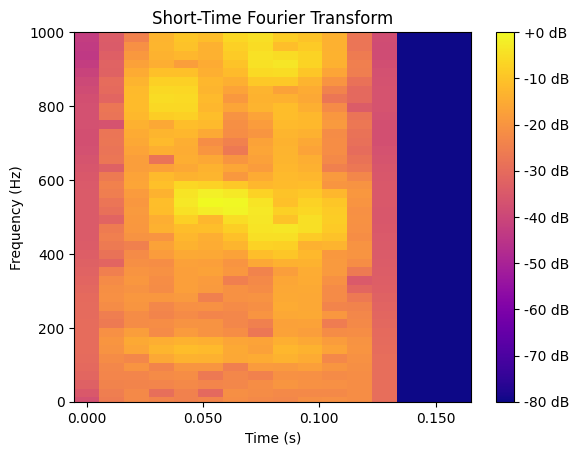 Short-Time Fourier Transform
Frequency (Hz)
1000
800
600
400
200
0
0.000
0.050
0.100
0.150
Time (s)
+0 dB
-10 dB
-20 dB
-30 dB
-40 dB
-50 dB
-60 dB
-70 dB
-80 dB